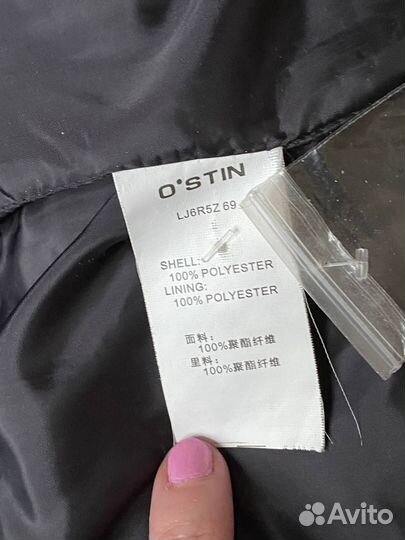 O'STIN
LJ6R5Z 69
SHELL:
100% POLYESTER
LINING:
100% POLYESTER
面料:
100%聚酯纤维
里料:
100%聚酯纤维
Avito